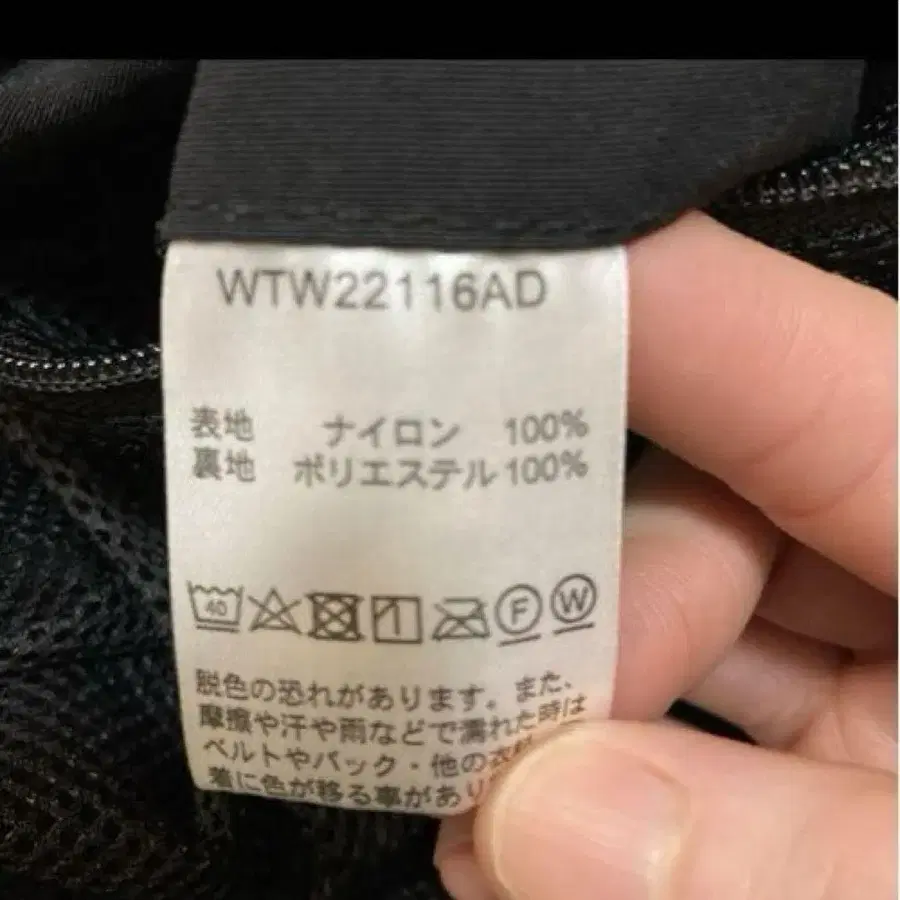 WTW22116AD
表地 ナイロン 100%
裏地 ポリエステル 100%
40 F W
脱色の恐れがあります。また、
摩擦や汗や雨などで濡れた時は
ベルトやバック・他の衣
着に色が移る事があり